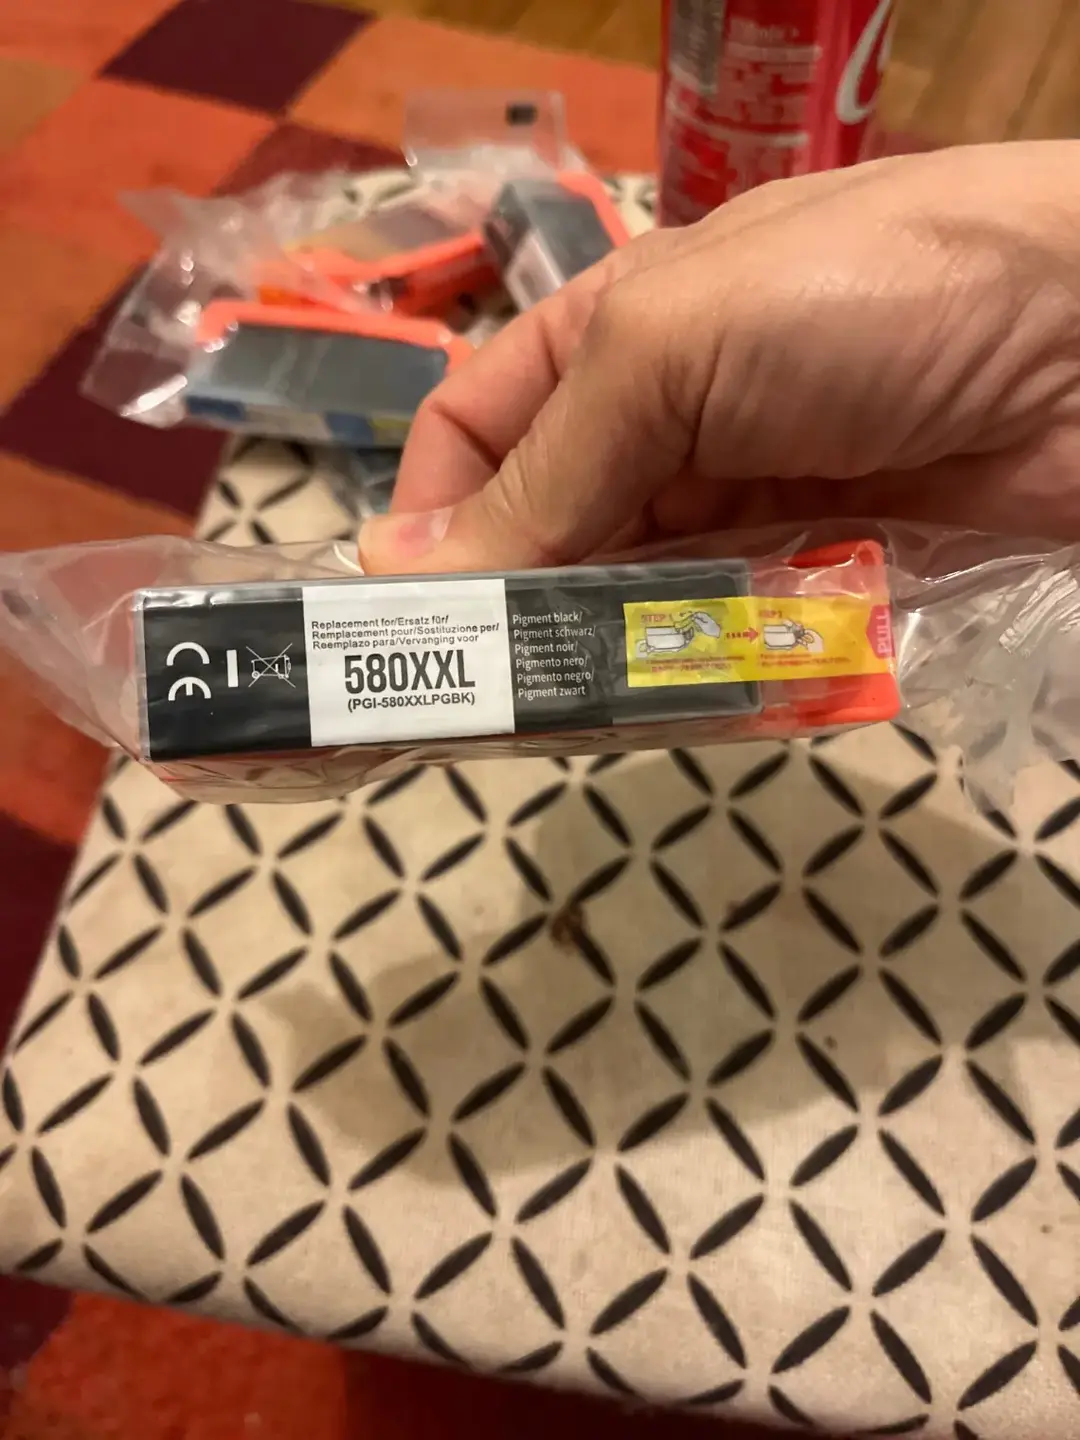 CE
Replacement for/Ersatz für/
Remplacement pour/Sostituzione per/
Reemplazo para/Vervanging voor
580XXL
(PGI-580XXLPGBK)
Pigment black/
Pigment schwarz/
Pigment noir/
Pigmento nero/
Pigmento negro/
Pigment zwart
STEP 1
STEP 2
PULL